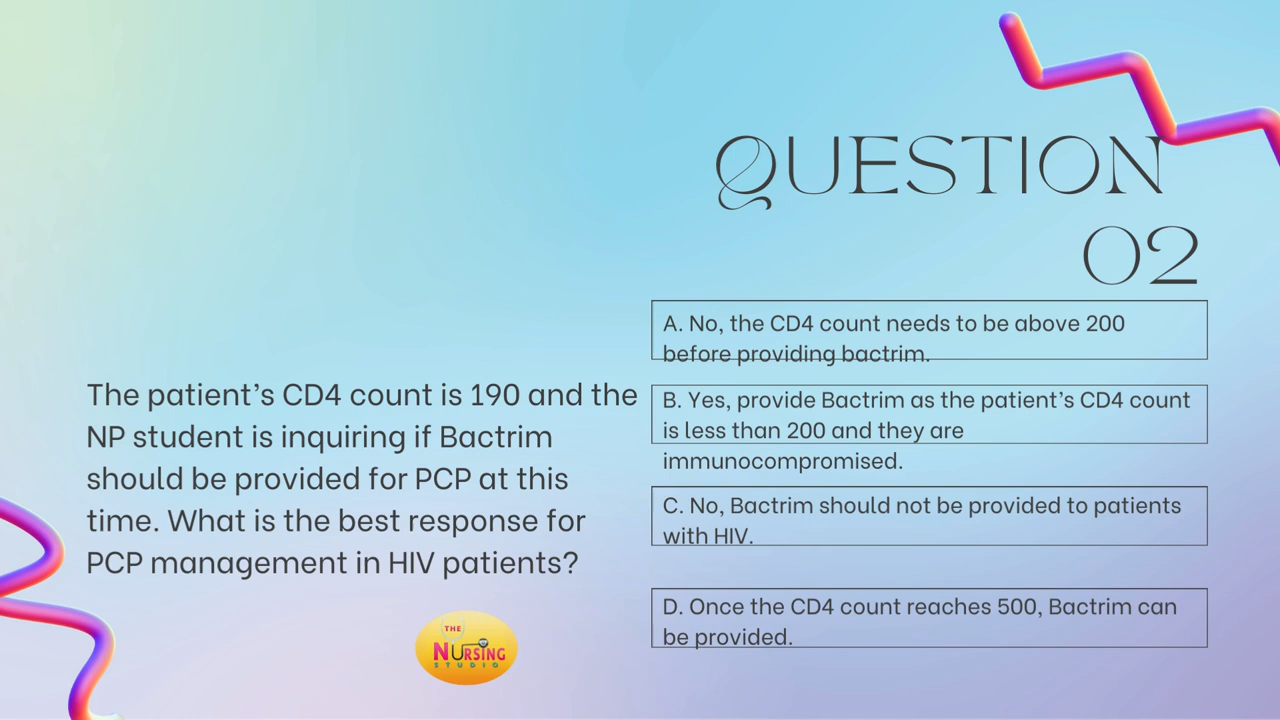 QUESTION
02
The patient's CD4 count is 190 and the
NP student is inquiring if Bactrim
should be provided for PCP at this
time. What is the best response for
PCP management in HIV patients?
A. No, the CD4 count needs to be above 200
before providing bactrim.
B. Yes, provide Bactrim as the patient's CD4 count
is less than 200 and they are
immunocompromised.
C. No, Bactrim should not be provided to patients
with HIV.
D. Once the CD4 count reaches 500, Bactrim can
be provided.
THE
NURSING
STUDIO